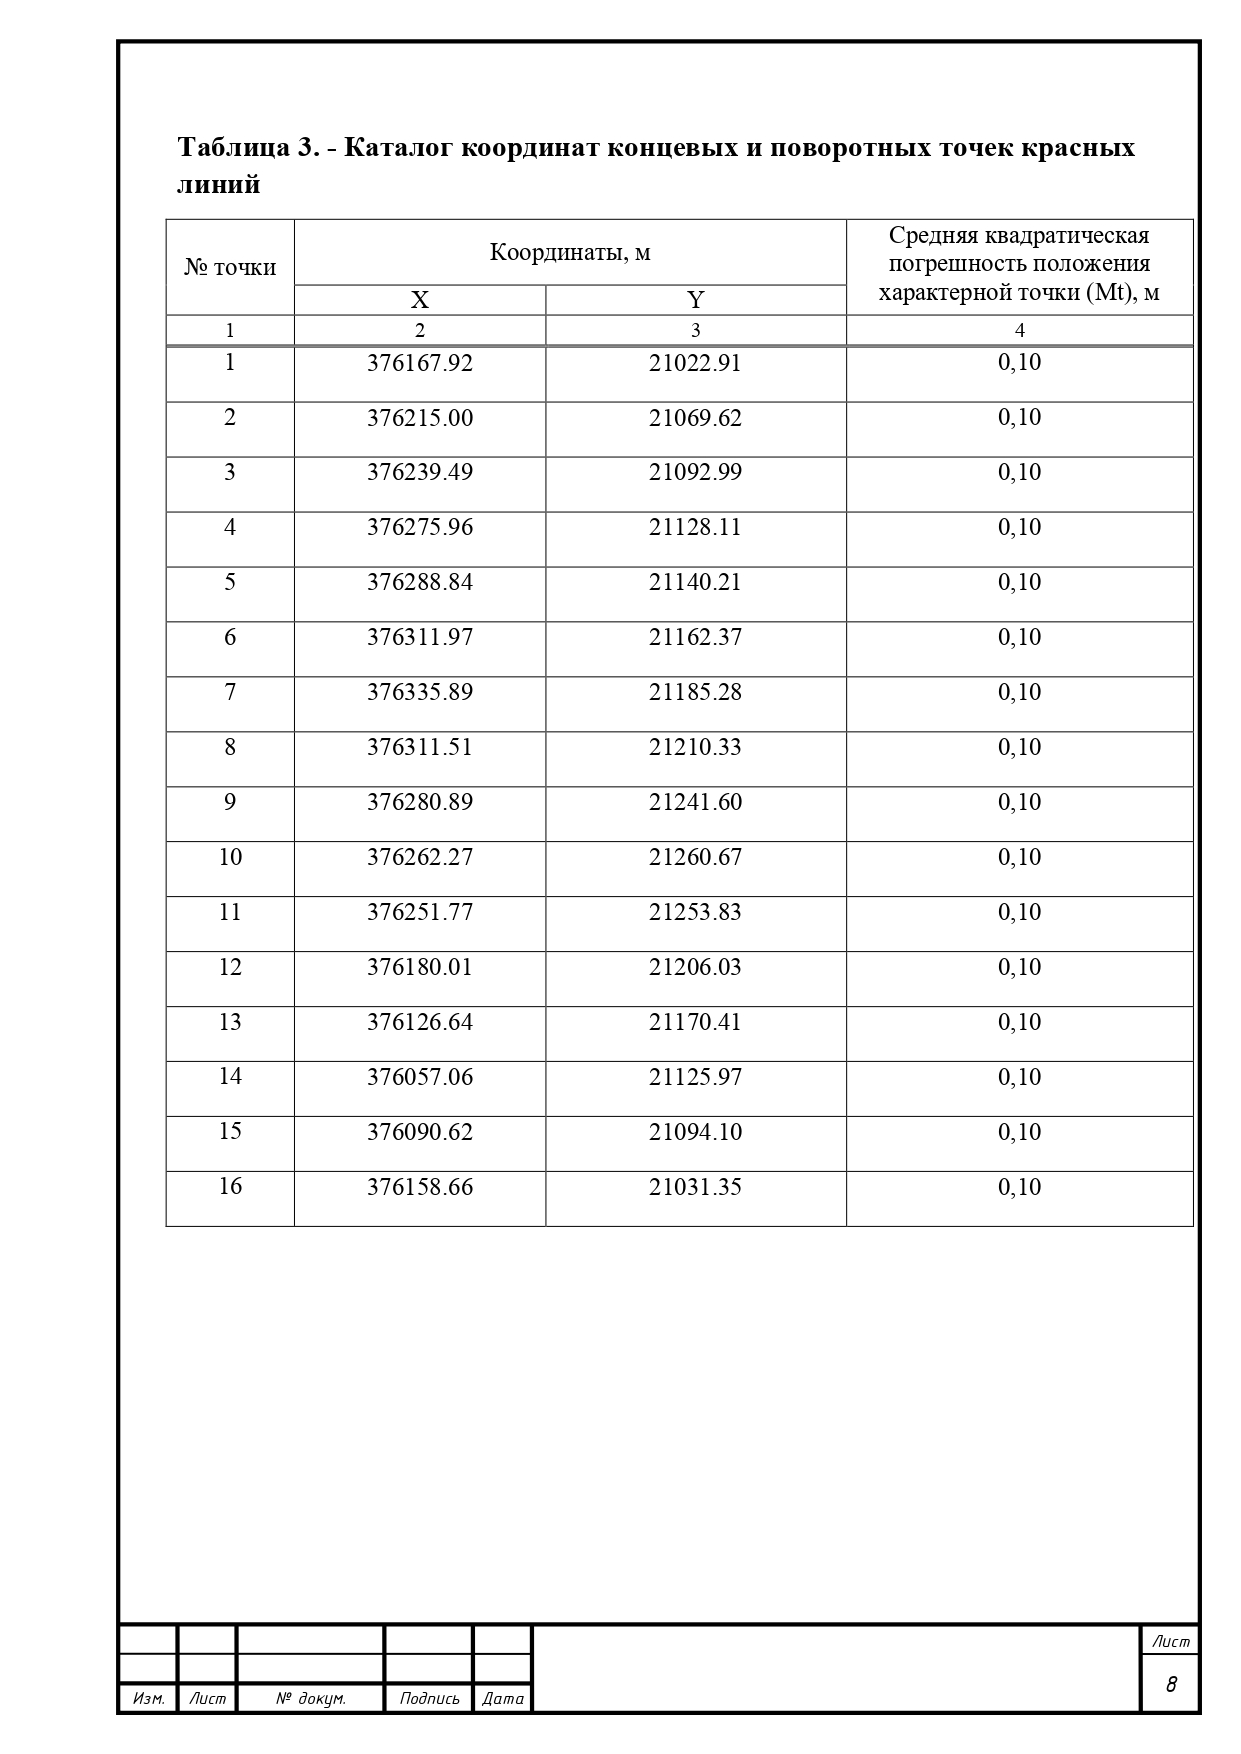 Таблица 3. - Каталог координат концевых и поворотных точек красных
линий
№ точки
Координаты, м
Средняя квадратическая
погрешность положения
характерной точки (Mt), м
X Y
1 2 3 4
1 376167.92 21022.91 0,10
2 376215.00 21069.62 0,10
3 376239.49 21092.99 0,10
4 376275.96 21128.11 0,10
5 376288.84 21140.21 0,10
6 376311.97 21162.37 0,10
7 376335.89 21185.28 0,10
8 376311.51 21210.33 0,10
9 376280.89 21241.60 0,10
10 376262.27 21260.67 0,10
11 376251.77 21253.83 0,10
12 376180.01 21206.03 0,10
13 376126.64 21170.41 0,10
14 376057.06 21125.97 0,10
15 376090.62 21094.10 0,10
16 376158.66 21031.35 0,10
Лист
8
Изм. Лист № докум. Подпись Дата